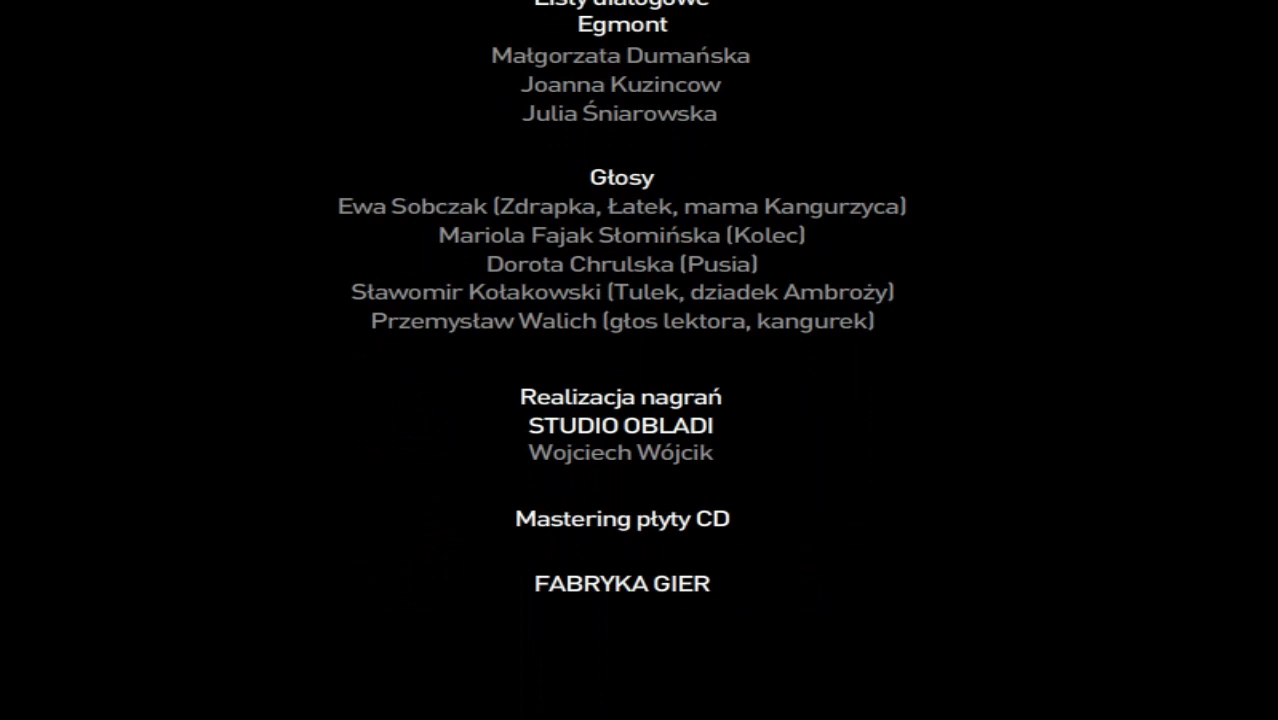 Listy dialogowe
Egmont
Małgorzata Dumańska
Joanna Kuzincow
Julia Śniarowska
Głosy
Ewa Sobczak (Zdrapka, Łatek, mama Kangurzyca)
Mariola Fajak Słomińska (Kolec)
Dorota Chrulska (Pusia)
Sławomir Kołakowski (Tulek, dziadek Ambroży)
Przemysław Walich (głos lektora, kangurek)
Realizacja nagrań
STUDIO OBLADI
Wojciech Wójcik
Mastering płyty CD
FABRYKA GIER